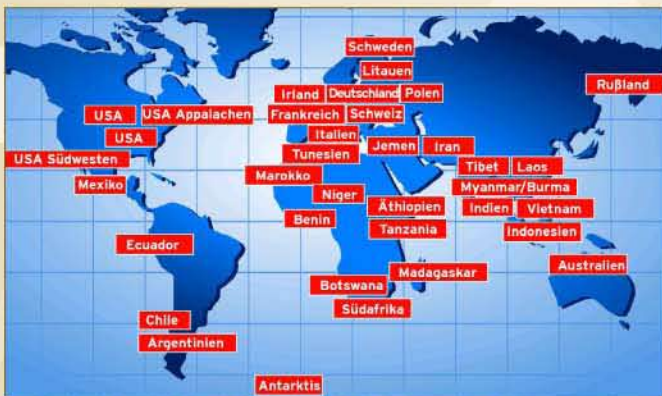 Schweden
Litauen
Rußland
Irland Deutschland Polen
USA USA Appalachen Frankreich Schweiz
USA Italien Jemen Iran
USA Südwesten Tunesien Tibet Laos
Mexiko Marokko Myanmar/Burma
Niger Äthiopien Indien Vietnam
Benin Tanzania Indonesien
Ecuador
Madagaskar Australien
Botswana
Südafrika
Chile
Argentinien
Antarktis